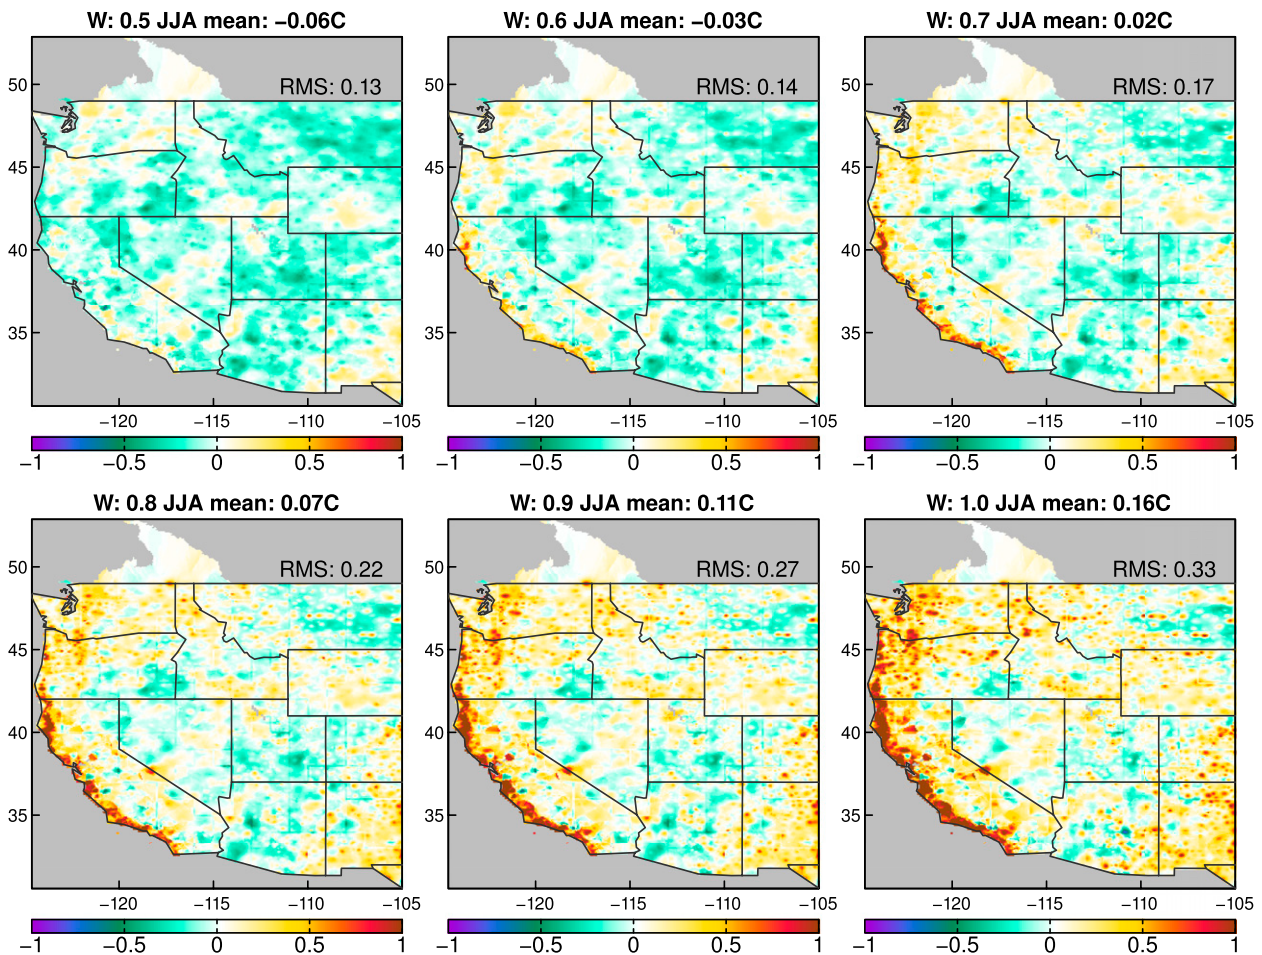 W: 0.5 JJA mean: −0.06C
RMS: 0.13
50
45
40
35
−120 −115 −110 −105
−1 −0.5 0 0.5 1
W: 0.6 JJA mean: −0.03C
RMS: 0.14
50
45
40
35
−120 −115 −110 −105
−1 −0.5 0 0.5 1
W: 0.7 JJA mean: 0.02C
RMS: 0.17
50
45
40
35
−120 −115 −110 −105
−1 −0.5 0 0.5 1
W: 0.8 JJA mean: 0.07C
RMS: 0.22
50
45
40
35
−120 −115 −110 −105
−1 −0.5 0 0.5 1
W: 0.9 JJA mean: 0.11C
RMS: 0.27
50
45
40
35
−120 −115 −110 −105
−1 −0.5 0 0.5 1
W: 1.0 JJA mean: 0.16C
RMS: 0.33
50
45
40
35
−120 −115 −110 −105
−1 −0.5 0 0.5 1